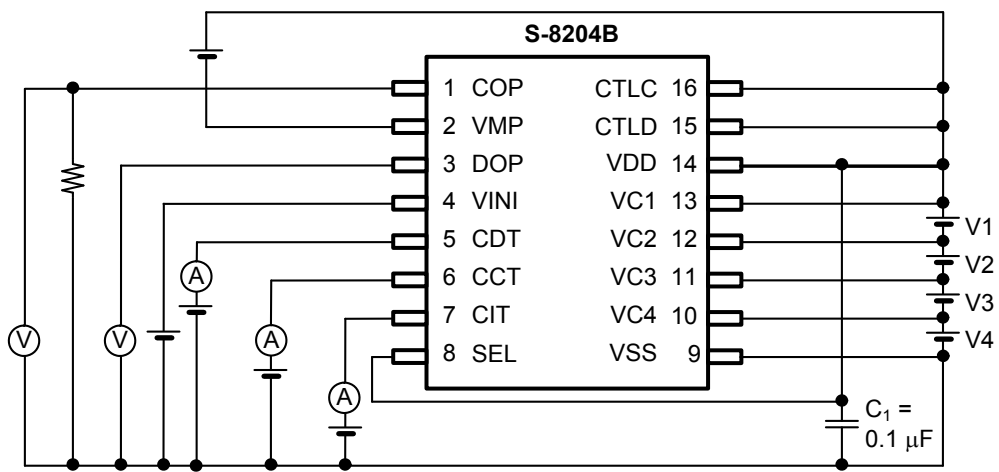 S-8204B
1 COP CTLC 16
2 VMP CTLD 15
3 DOP VDD 14
4 VINI VC1 13
V1
5 CDT VC2 12
V2
6 CCT VC3 11
V3
7 CIT VC4 10
V4
8 SEL VSS 9
A
A
V
V
A
C1 =
0.1 μF